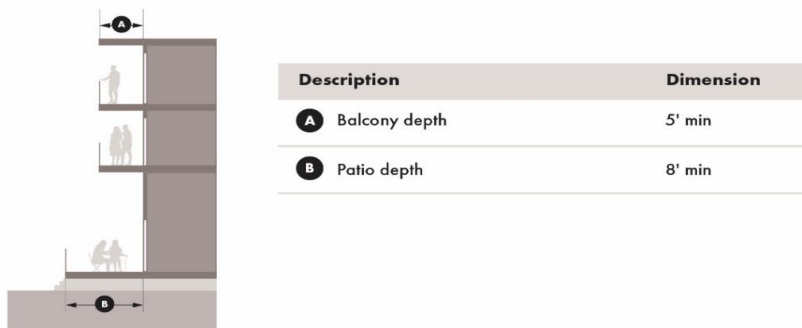 A
Description Dimension
A Balcony depth 5' min
B Patio depth 8' min
B